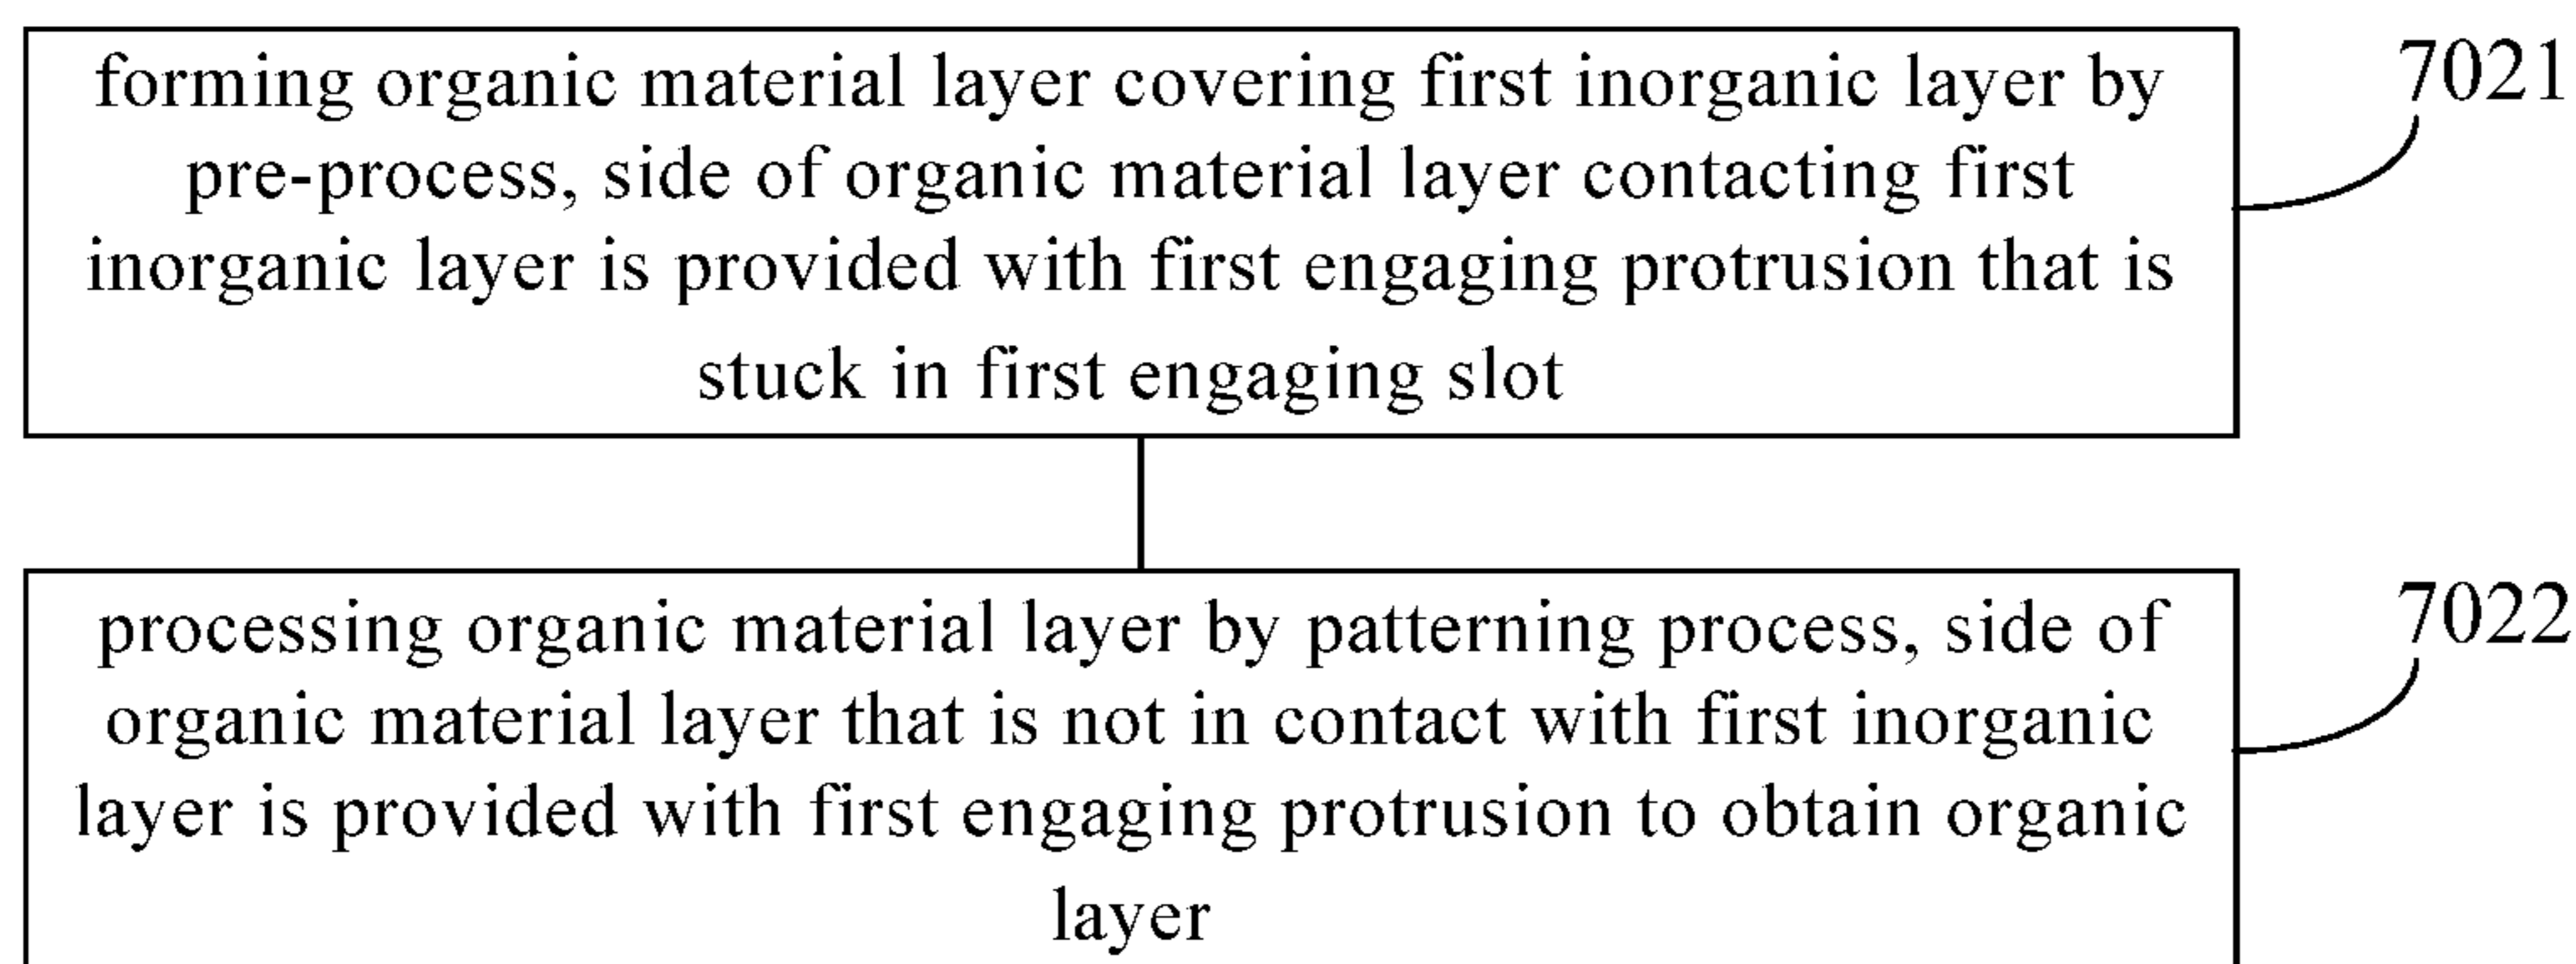 forming organic material layer covering first inorganic layer by
pre-process, side of organic material layer contacting first
inorganic layer is provided with first engaging protrusion that is
stuck in first engaging slot
7021
processing organic material layer by patterning process, side of
organic material layer that is not in contact with first inorganic
layer is provided with first engaging protrusion to obtain organic
layer
7022